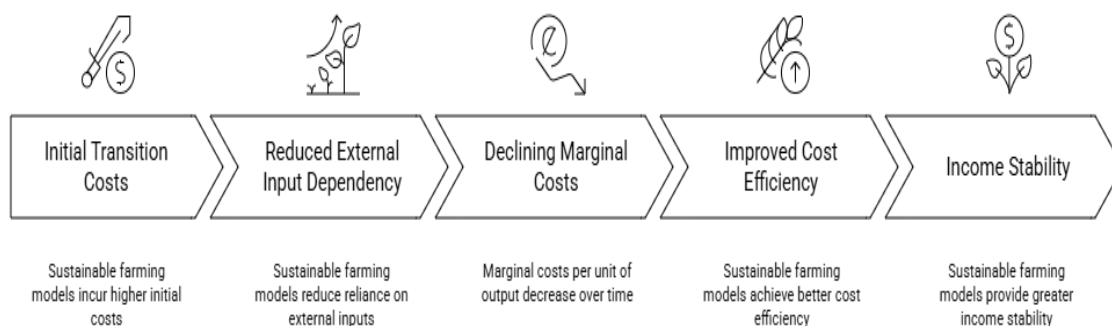 $
$
Initial Transition
Costs
Reduced External
Input Dependency
Declining Marginal
Costs
Improved Cost
Efficiency
Income Stability
Sustainable farming
models incur higher initial
costs
Sustainable farming
models reduce reliance on
external inputs
Marginal costs per unit of
output decrease over time
Sustainable farming
models achieve better cost
efficiency
Sustainable farming
models provide greater
income stability